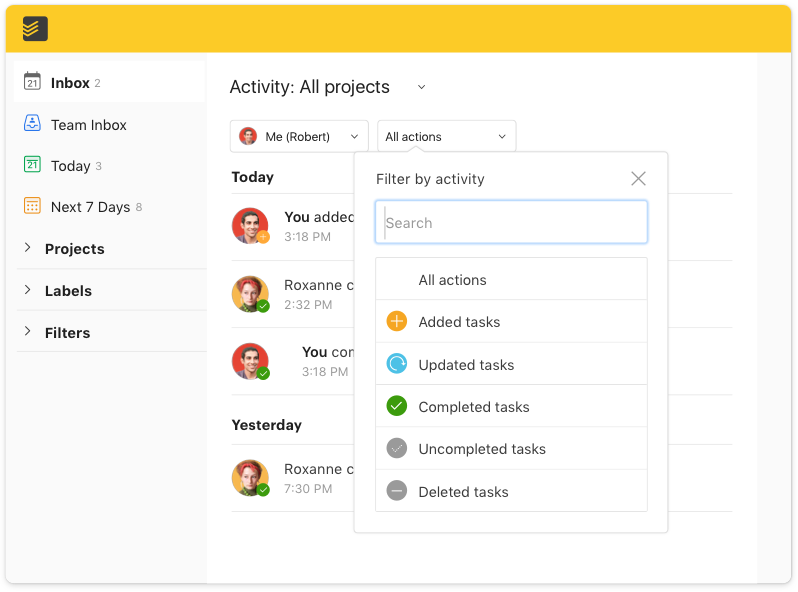 21 Inbox 2
Team Inbox
21 Today 3
Next 7 Days 8
Projects
Labels
Filters
Activity: All projects
Me (Robert)
All actions
Today
You added
3:18 PM
Roxanne c
2:32 PM
You con
3:18 PM
Yesterday
Roxanne c
7:30 PM
Filter by activity
Search
All actions
Added tasks
Updated tasks
Completed tasks
Uncompleted tasks
Deleted tasks